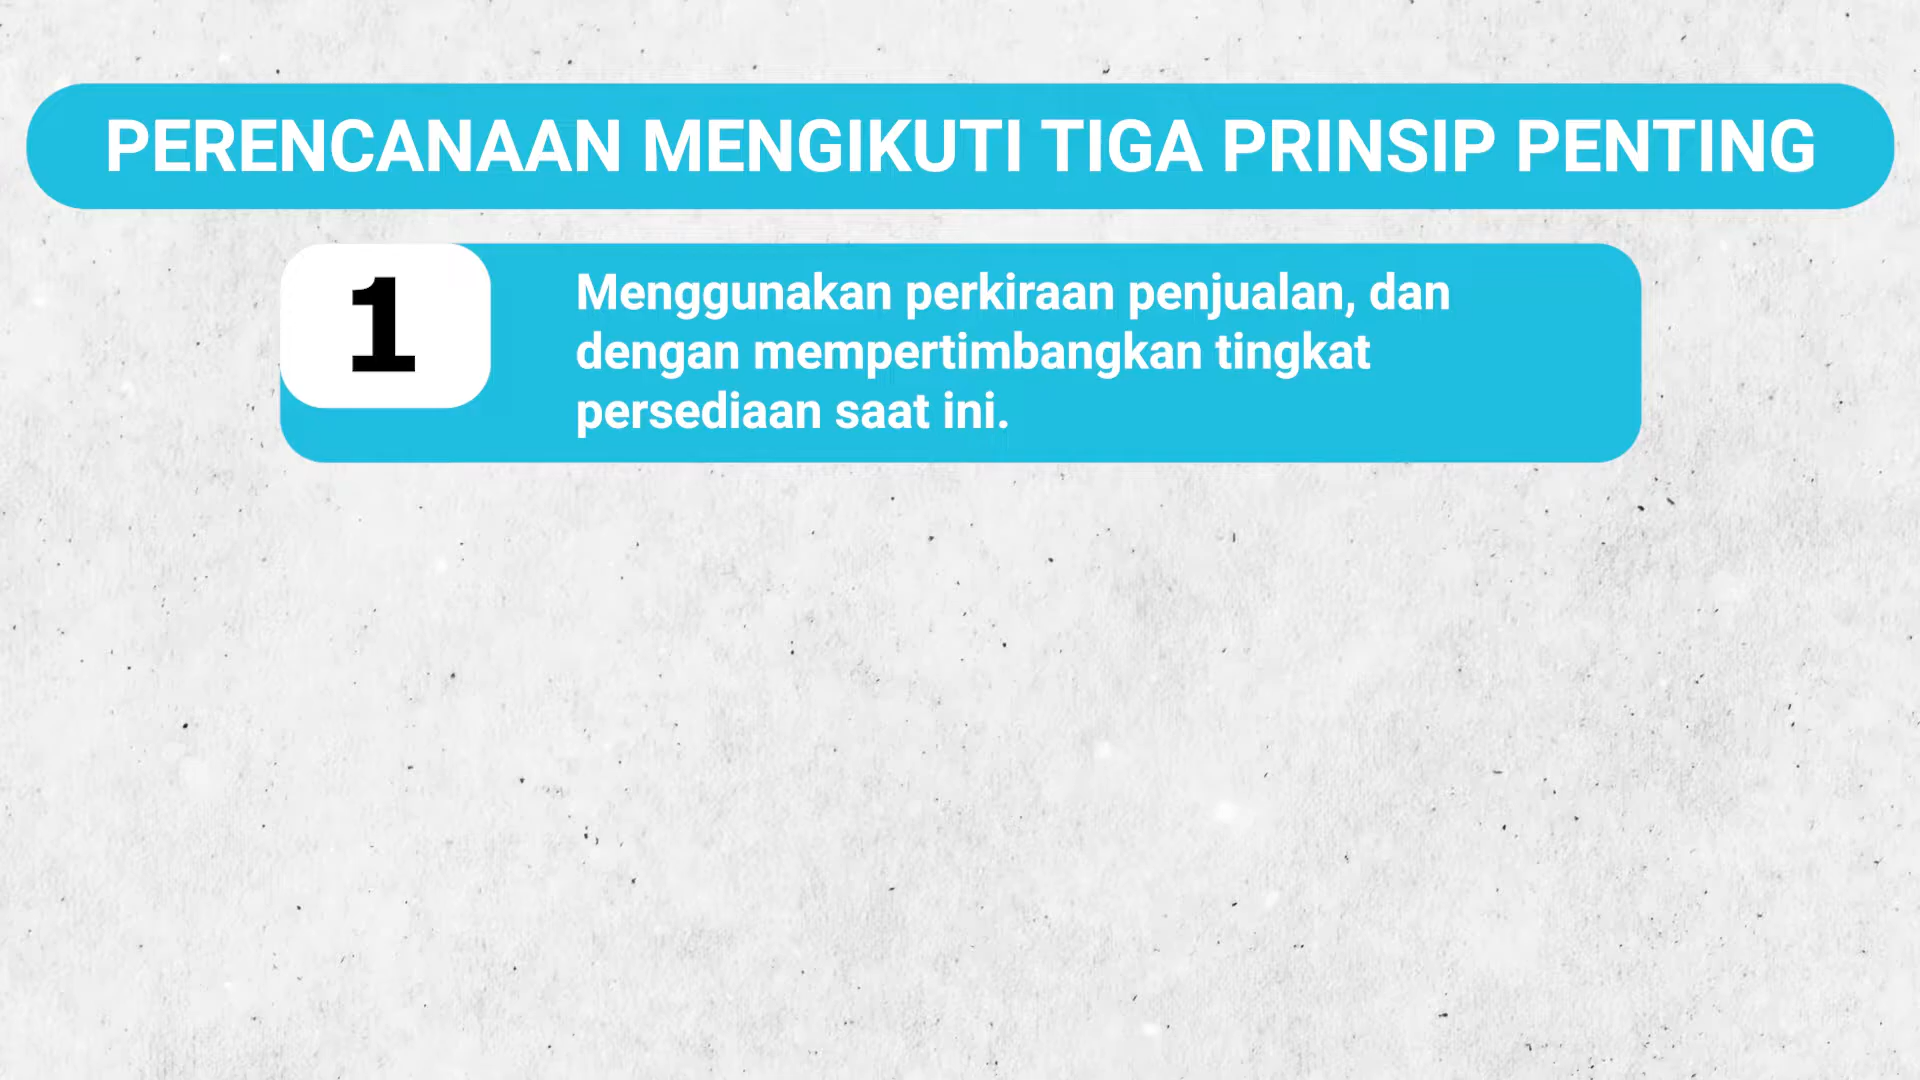 PERENCANAAN MENGIKUTI TIGA PRINSIP PENTING
1
Menggunakan perkiraan penjualan, dan
dengan mempertimbangkan tingkat
persediaan saat ini.